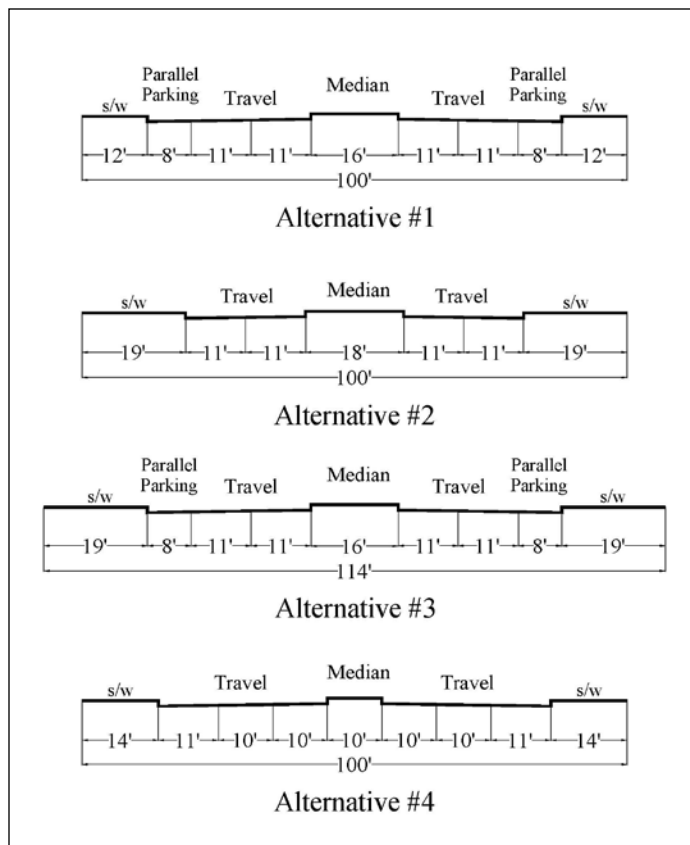 Parallel Parallel
Parking Median Parking
s/w Travel Travel s/w
12' 8' 11' 11' 16' 11' 11' 8' 12'
100'
Alternative #1
s/w Travel Median Travel s/w
19' 11' 11' 18' 11' 11' 19'
100'
Alternative #2
Parallel Parallel
Parking Median Parking
s/w Travel Travel s/w
19' 8' 11' 11' 16' 11' 11' 8' 19'
114'
Alternative #3
s/w Travel Median Travel s/w
14' 11' 10' 10' 10' 10' 10' 11' 14'
100'
Alternative #4